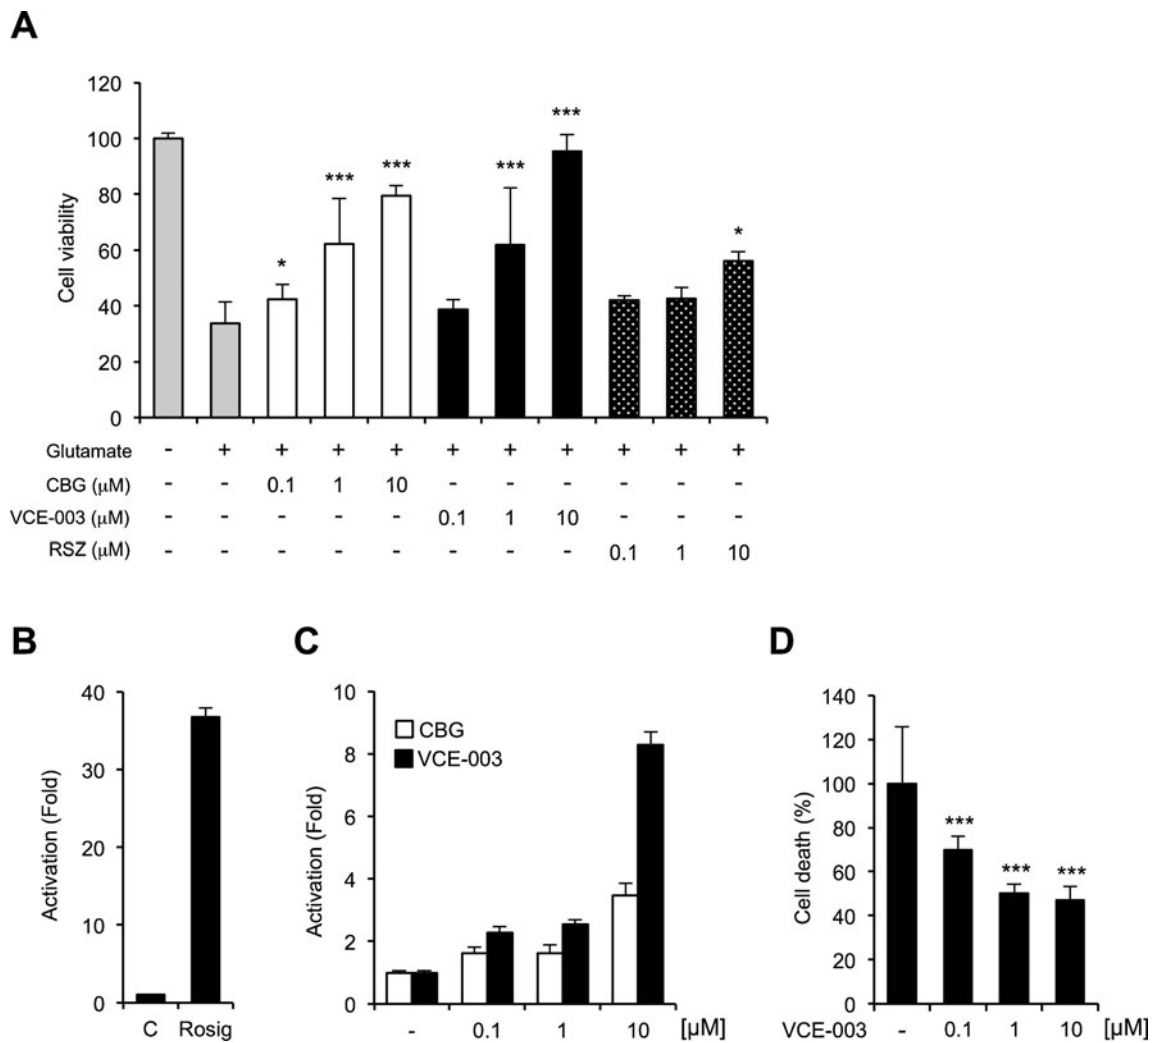 A
120
100
80
60
40
20
0
Cell viability
*
***
***
***
***
*
Glutamate - + + + + + + + + + +
CBG (μM) - - 0.1 1 10 - - - - - -
VCE-003 (μM) - - - - - 0.1 1 10 - - -
RSZ (μM) - - - - - - - - 0.1 1 10
B
40
30
20
10
0
Activation (Fold)
C Rosig
C
10
8
6
4
2
0
Activation (Fold)
CBG
VCE-003
- 0.1 1 10 [μM]
D
140
120
100
80
60
40
20
0
Cell death (%)
***
***
***
VCE-003 - 0.1 1 10 [μM]